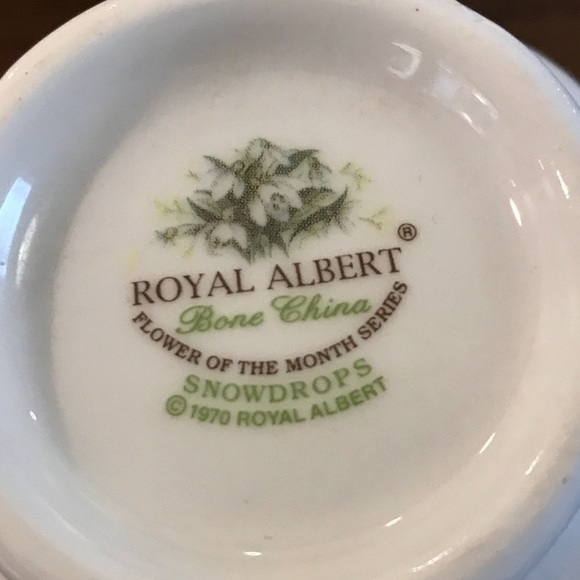 ROYAL ALBERT®
Bone China
FLOWER OF THE MONTH SERIES
SNOWDROPS
©1970 ROYAL ALBERT